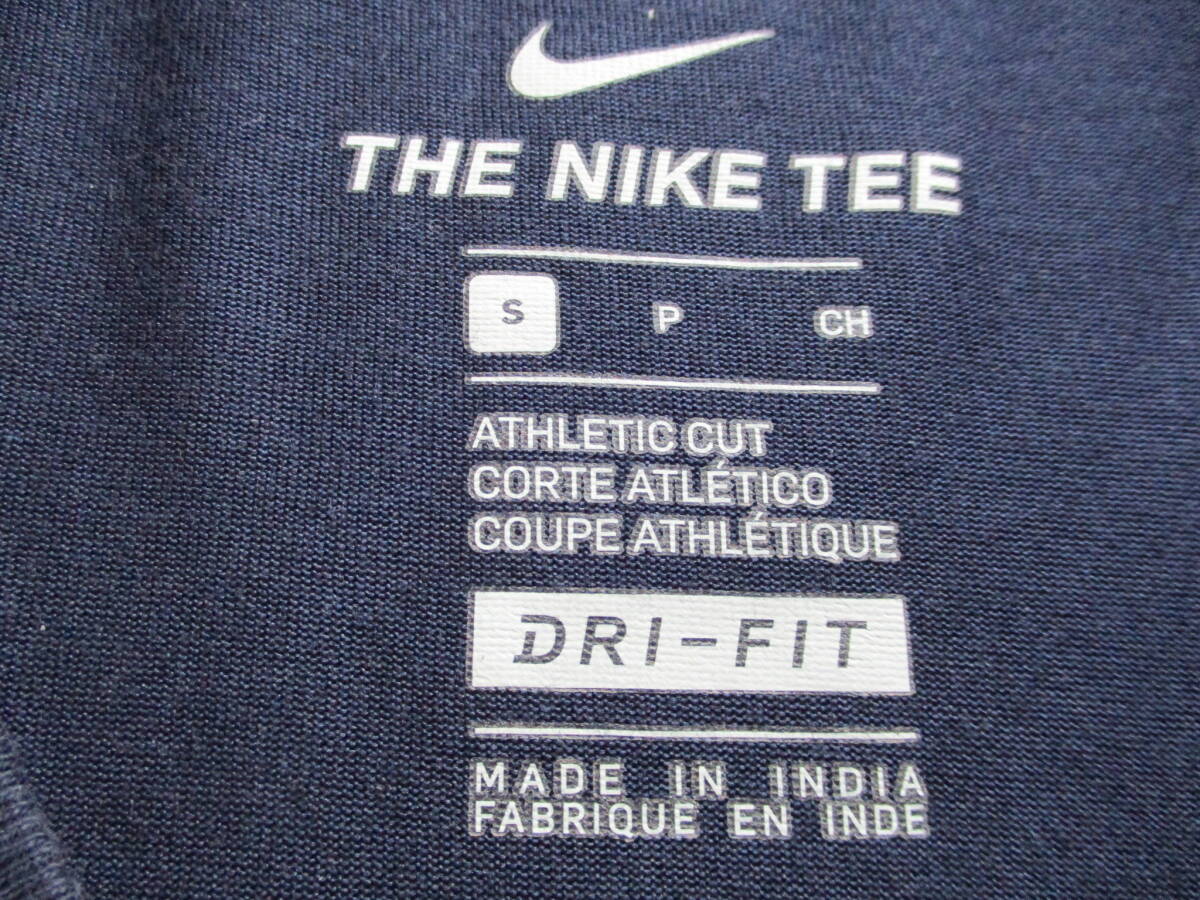 THE NIKE TEE
S P CH
ATHLETIC CUT
CORTE ATLÉTICO
COUPE ATHLÉTIQUE
DRI-FIT
MADE IN INDIA
FABRIQUE EN INDE